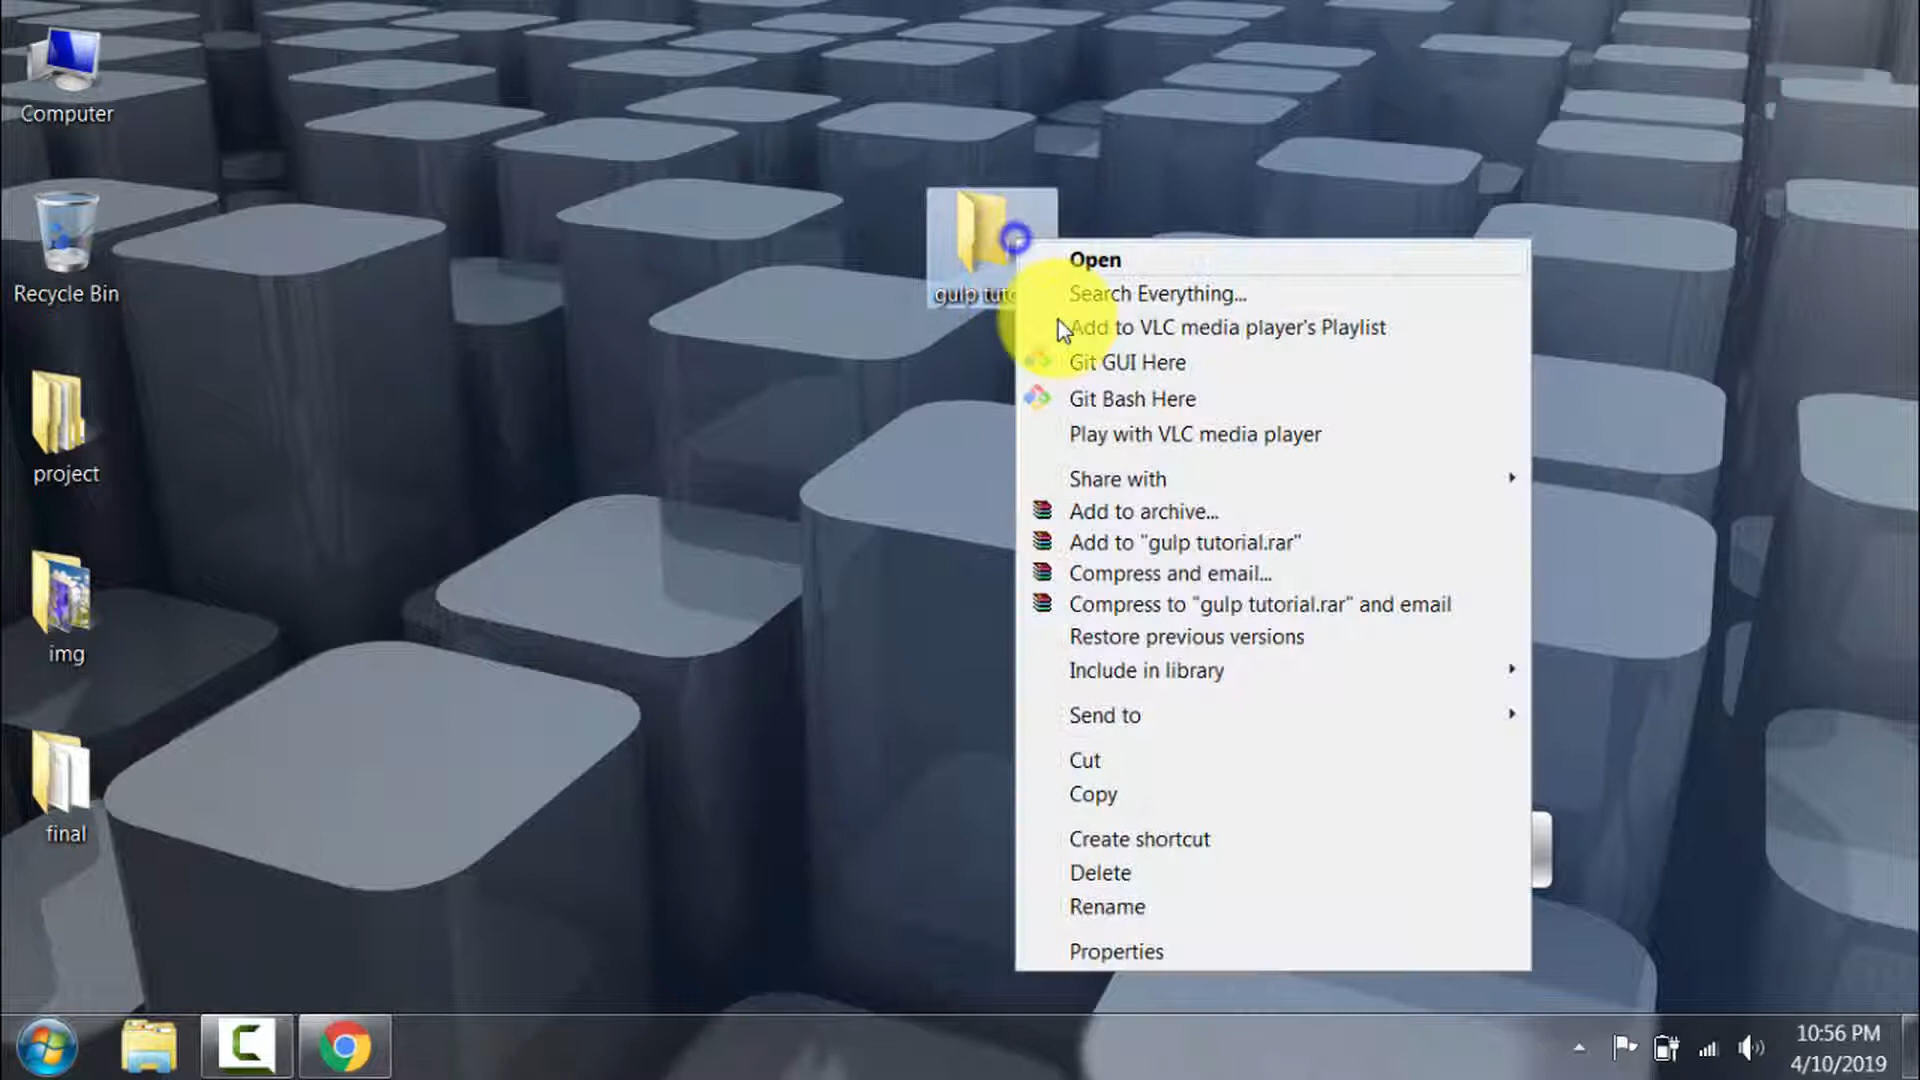 Computer
Recycle Bin
project
img
final
gulp tuto
Open
Search Everything...
Add to VLC media player's Playlist
Git GUI Here
Git Bash Here
Play with VLC media player
Share with
Add to archive...
Add to "gulp tutorial.rar"
Compress and email...
Compress to "gulp tutorial.rar" and email
Restore previous versions
Include in library
Send to
Cut
Copy
Create shortcut
Delete
Rename
Properties
10:56 PM
4/10/2019